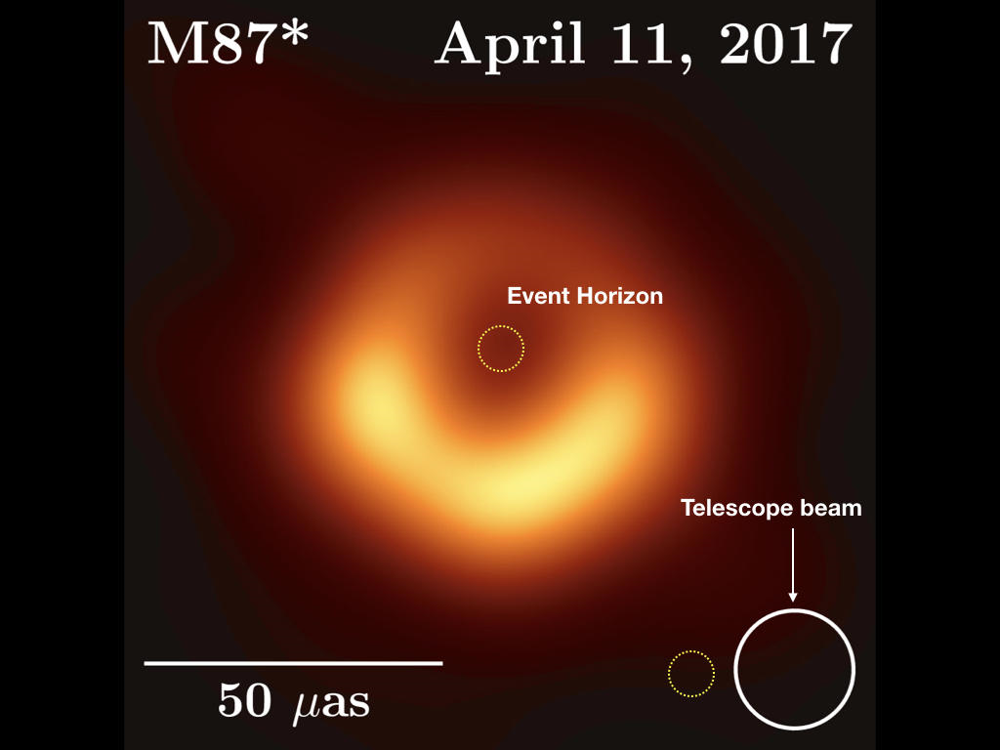 M87* April 11, 2017
Event Horizon
Telescope beam
50 μas